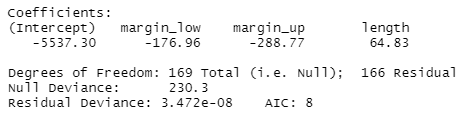 Coefficients:
(Intercept)   margin_low    margin_up       length
   -5537.30      -176.96      -288.77        64.83
Degrees of Freedom: 169 Total (i.e. Null);  166 Residual
Null Deviance:      230.3
Residual Deviance: 3.472e-08    AIC: 8